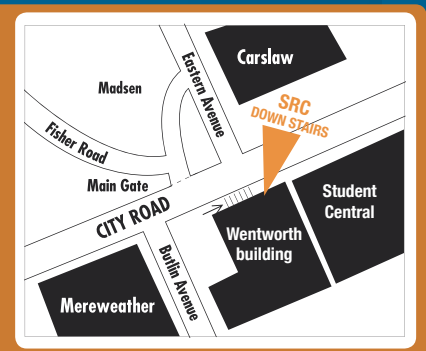 Carslaw
Eastern Avenue
Madsen
SRC
DOWN STAIRS
Fisher Road
Main Gate
CITY ROAD
Student
Central
Wentworth
building
Butlin Avenue
Mereweather